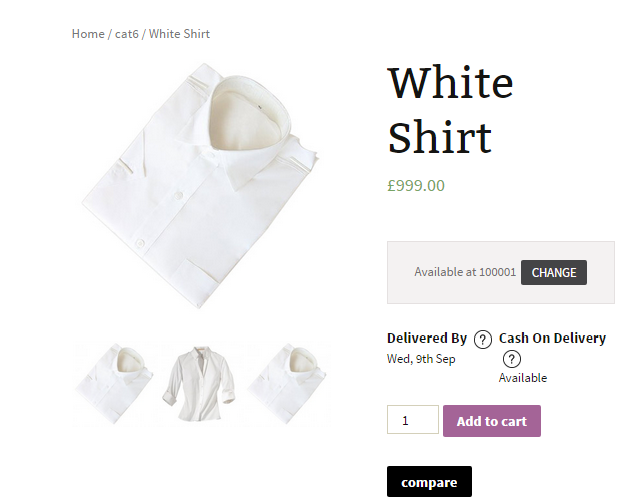 Home / cat6 / White Shirt
White
Shirt
£999.00
Available at 100001 CHANGE
Delivered By ? Cash On Delivery
?
Wed, 9th Sep
Available
1 Add to cart
compare